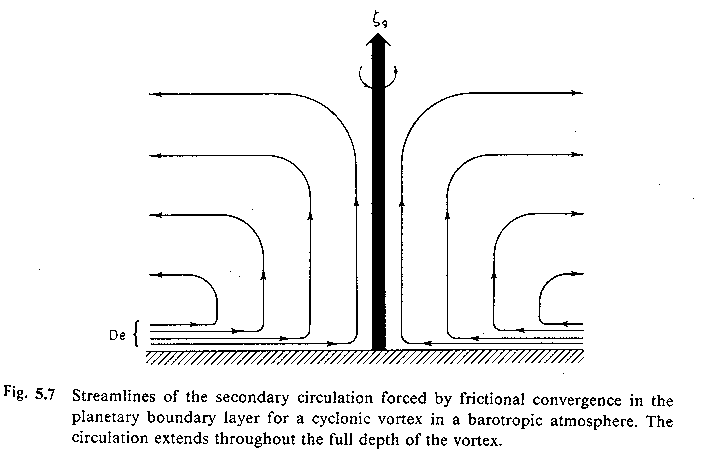 ζg
De {
Fig. 5.7 Streamlines of the secondary circulation forced by frictional convergence in the
planetary boundary layer for a cyclonic vortex in a barotropic atmosphere. The
circulation extends throughout the full depth of the vortex.